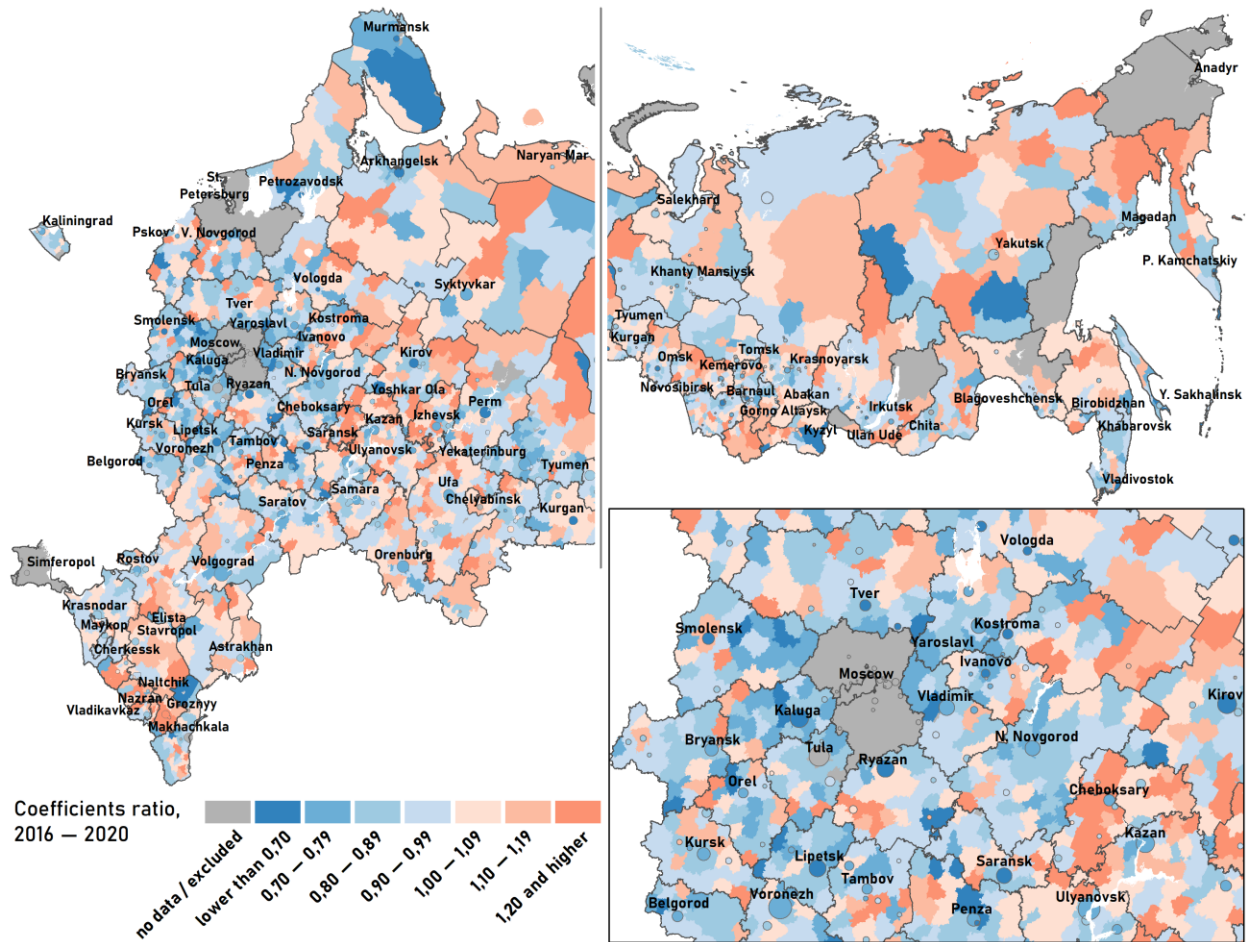 Murmansk
Arkhangelsk
Naryan Mar
St.
Petersburg
Petrozavodsk
Kaliningrad
Pskov
V. Novgorod
Vologda
Syktyvkar
Tver
Smolensk
Yaroslavl
Kostroma
Moscow
Ivanovo
Kaluga
Vladimir
Kirov
Bryansk
N. Novgorod
Tula
Ryazan
Yoshkar Ola
Perm
Orel
Cheboksary
Kazan
Izhevsk
Kursk
Lipetsk
Saransk
Voronezh
Tambov
Ulyanovsk
Yekaterinburg
Belgorod
Penza
Tyumen
Samara
Ufa
Saratov
Chelyabinsk
Kurgan
Orenburg
Simferopol
Rostov
Volgograd
Krasnodar
Elista
Maykop
Stavropol
Cherkessk
Astrakhan
Naltchik
Nazran
Groznyy
Vladikavkaz
Makhachkala
Anadyr
Salekhard
Magadan
Yakutsk
P. Kamchatskiy
Khanty Mansiysk
Tyumen
Kurgan
Omsk
Tomsk
Krasnoyarsk
Kemerovo
Novosibirsk
Barnaul
Abakan
Gorno Altaysk
Irkutsk
Blagoveshchensk
Birobidzhan
Y. Sakhalinsk
Kyzyl
Ulan Ude
Chita
Khabarovsk
Vladivostok
Vologda
Tver
Smolensk
Kostroma
Yaroslavl
Ivanovo
Moscow
Vladimir
Kirov
Kaluga
Bryansk
Tula
N. Novgorod
Ryazan
Orel
Cheboksary
Kursk
Kazan
Lipetsk
Saransk
Tambov
Belgorod
Voronezh
Penza
Ulyanovsk
Coefficients ratio,
2016 — 2020
no data / excluded
lower than 0,70
0,70 — 0,79
0,80 — 0,89
0,90 — 0,99
1,00 — 1,09
1,10 — 1,19
1,20 and higher